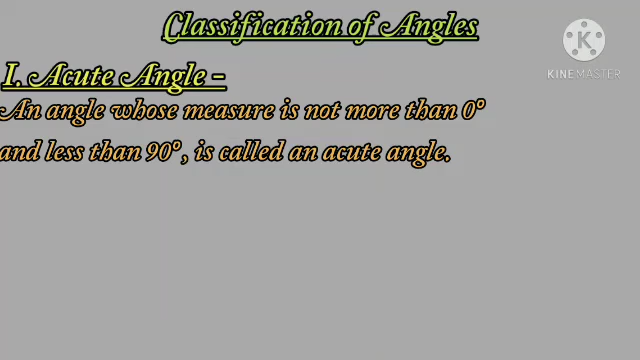 Classification of Angles
KINEMASTER
I. Acute Angle -
An angle whose measure is not more than 0°
and less than 90°, is called an acute angle.